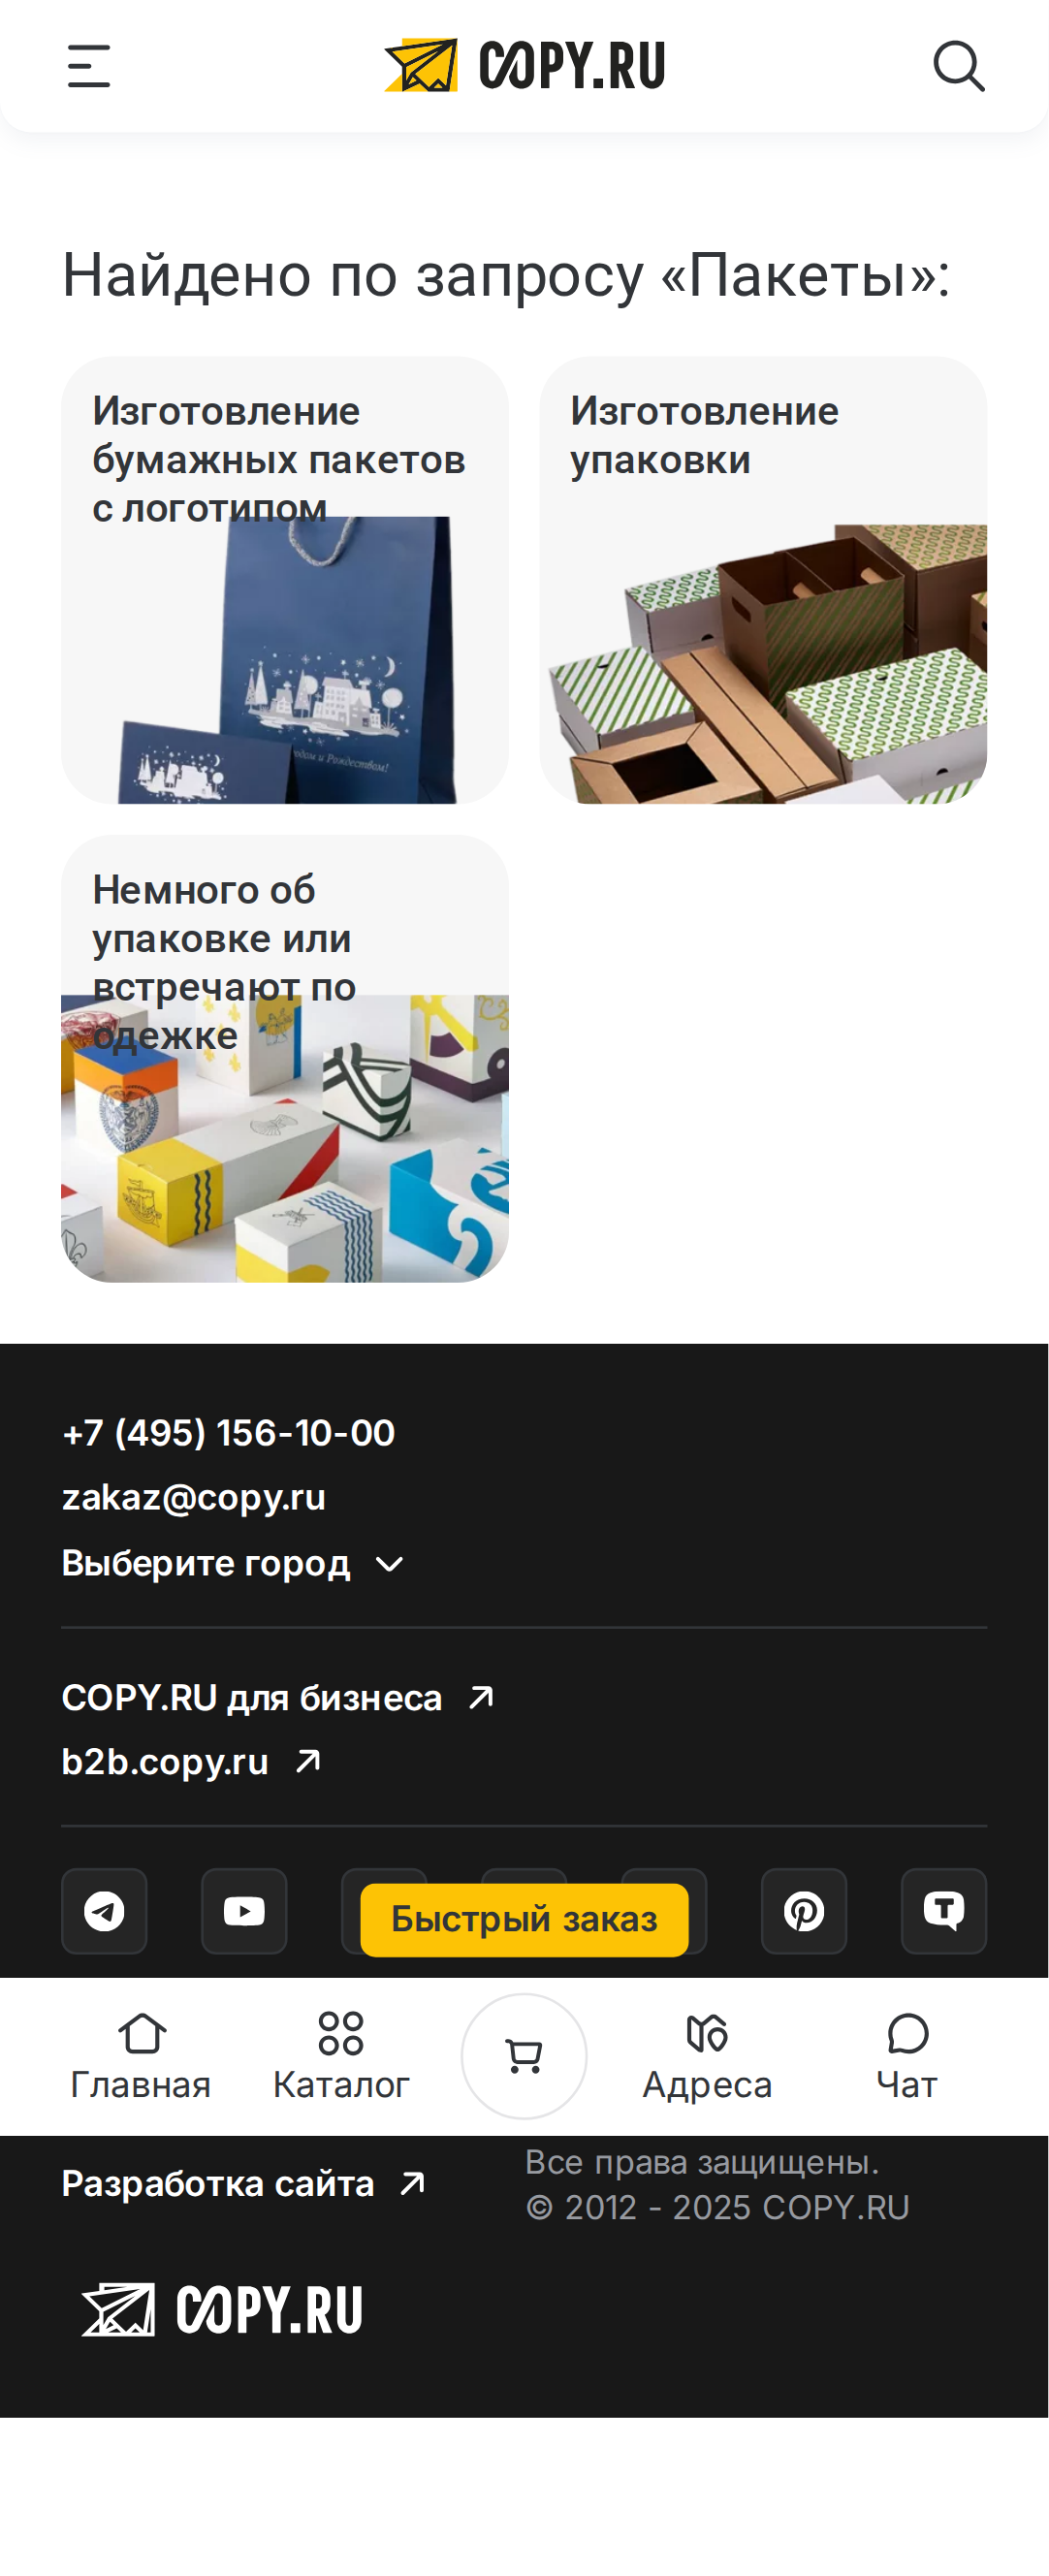 COPY.RU
Найдено по запросу «Пакеты»:
Изготовление
бумажных пакетов
с логотипом
Изготовление
упаковки
одом и Рождеством!
Немного об
упаковке или
встречают по
одежке
+7 (495) 156-10-00
zakaz@copy.ru
Выберите город
COPY.RU для бизнеса
b2b.copy.ru
Быстрый заказ
Главная
Каталог
Адреса
Чат
Разработка сайта
Все права защищены.
© 2012 - 2025 COPY.RU
COPY.RU